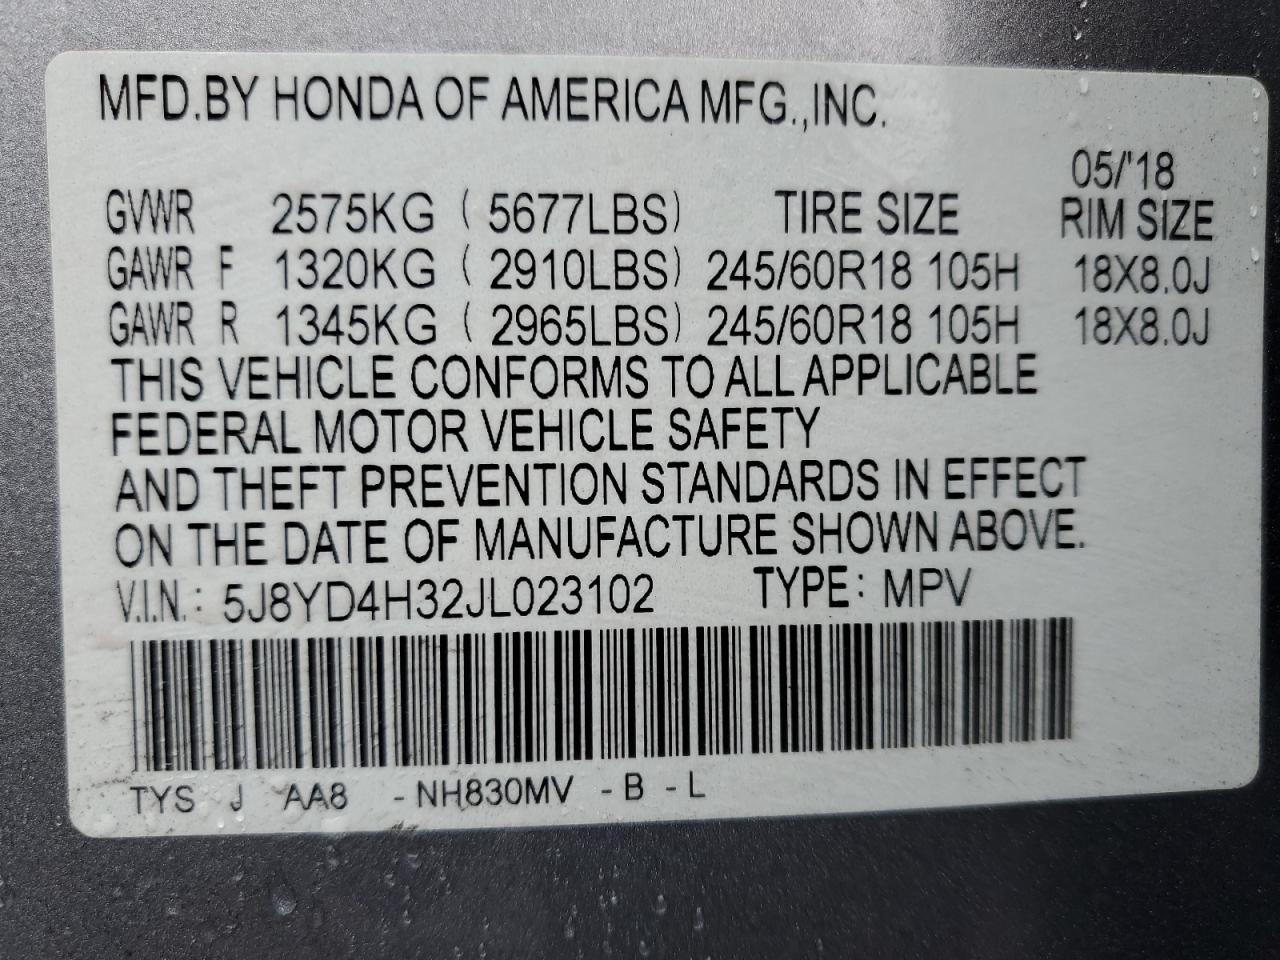 MFD.BY HONDA OF AMERICA MFG.,INC.
05/'18
GVWR 2575KG ( 5677LBS) TIRE SIZE RIM SIZE
GAWR F 1320KG ( 2910LBS) 245/60R18 105H 18X8.0J
GAWR R 1345KG ( 2965LBS) 245/60R18 105H 18X8.0J
THIS VEHICLE CONFORMS TO ALL APPLICABLE
FEDERAL MOTOR VEHICLE SAFETY
AND THEFT PREVENTION STANDARDS IN EFFECT
ON THE DATE OF MANUFACTURE SHOWN ABOVE.
V.I.N.: 5J8YD4H32JL023102 TYPE: MPV
TYS J AA8 -NH830MV -B -L